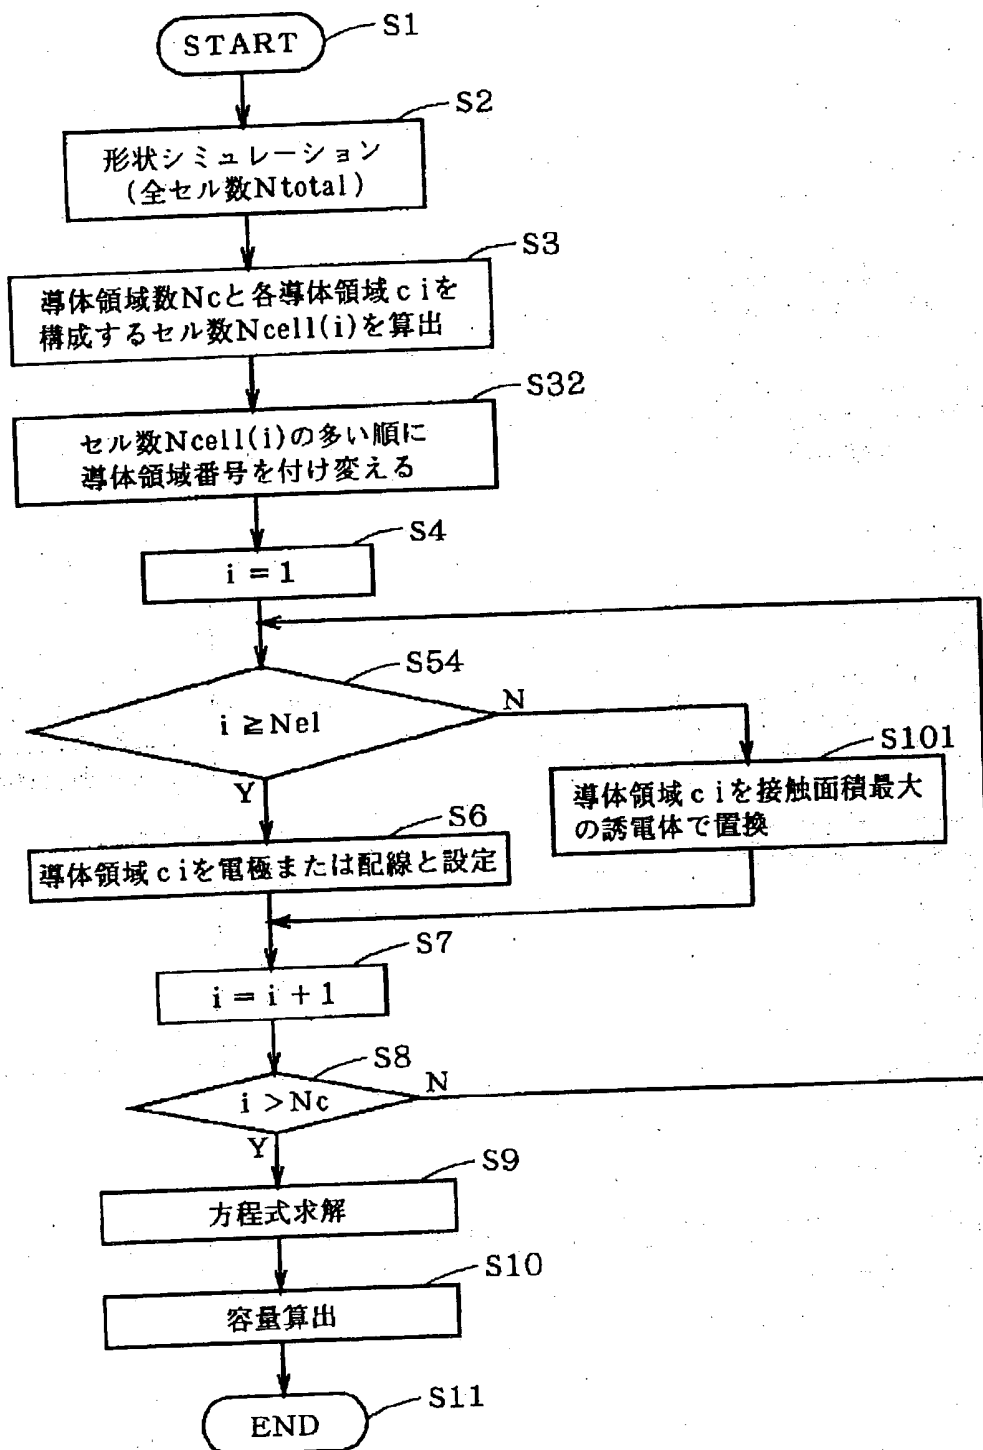 START
S1
S2
形状シミュレーション
(全セル数Ntotal)
S3
導体領域数Ncと各導体領域ciを
構成するセル数Ncell(i)を算出
S32
セル数Ncell(i)の多い順に
導体領域番号を付け変える
S4
i = 1
S54
i ≧ Nel
N
Y
S101
導体領域ciを接触面積最大
の誘電体で置換
S6
導体領域ciを電極または配線と設定
S7
i = i + 1
S8
i > Nc
N
Y
S9
方程式求解
S10
容量算出
END
S11